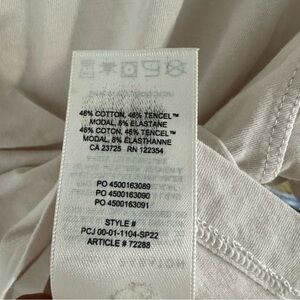 46% COTTON, 46% TENCEL™
MODAL, 8% ELASTANE
46% COTON, 46% TENCEL™
MODAL, 8% ELASTHANNE
CA 23725 RN 122354
PO 4500163089
PO 4500163090
PO 4500163091
STYLE #
PCJ 00-01-1104-SP22
ARTICLE # 72288